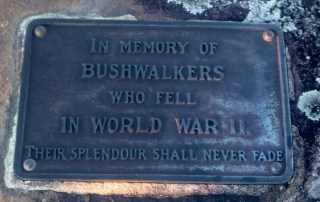 IN MEMORY OF
BUSHWALKERS
WHO FELL
IN WORLD WAR II
THEIR SPLENDOUR SHALL NEVER FADE